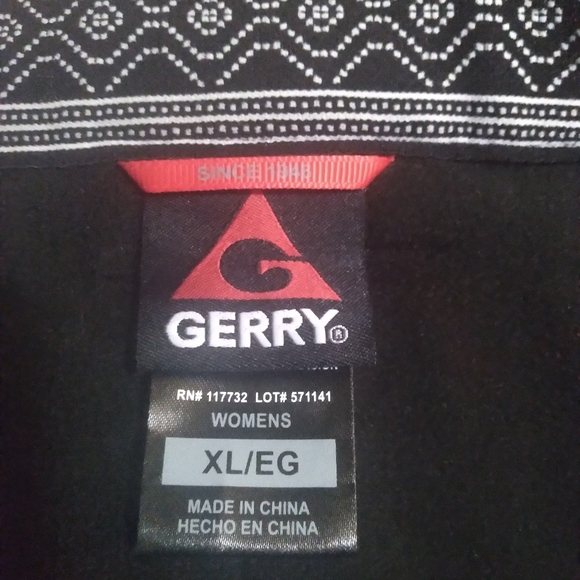 SINCE 1946
GERRY®
RN# 117732 LOT# 571141
WOMENS
XL/EG
MADE IN CHINA
HECHO EN CHINA